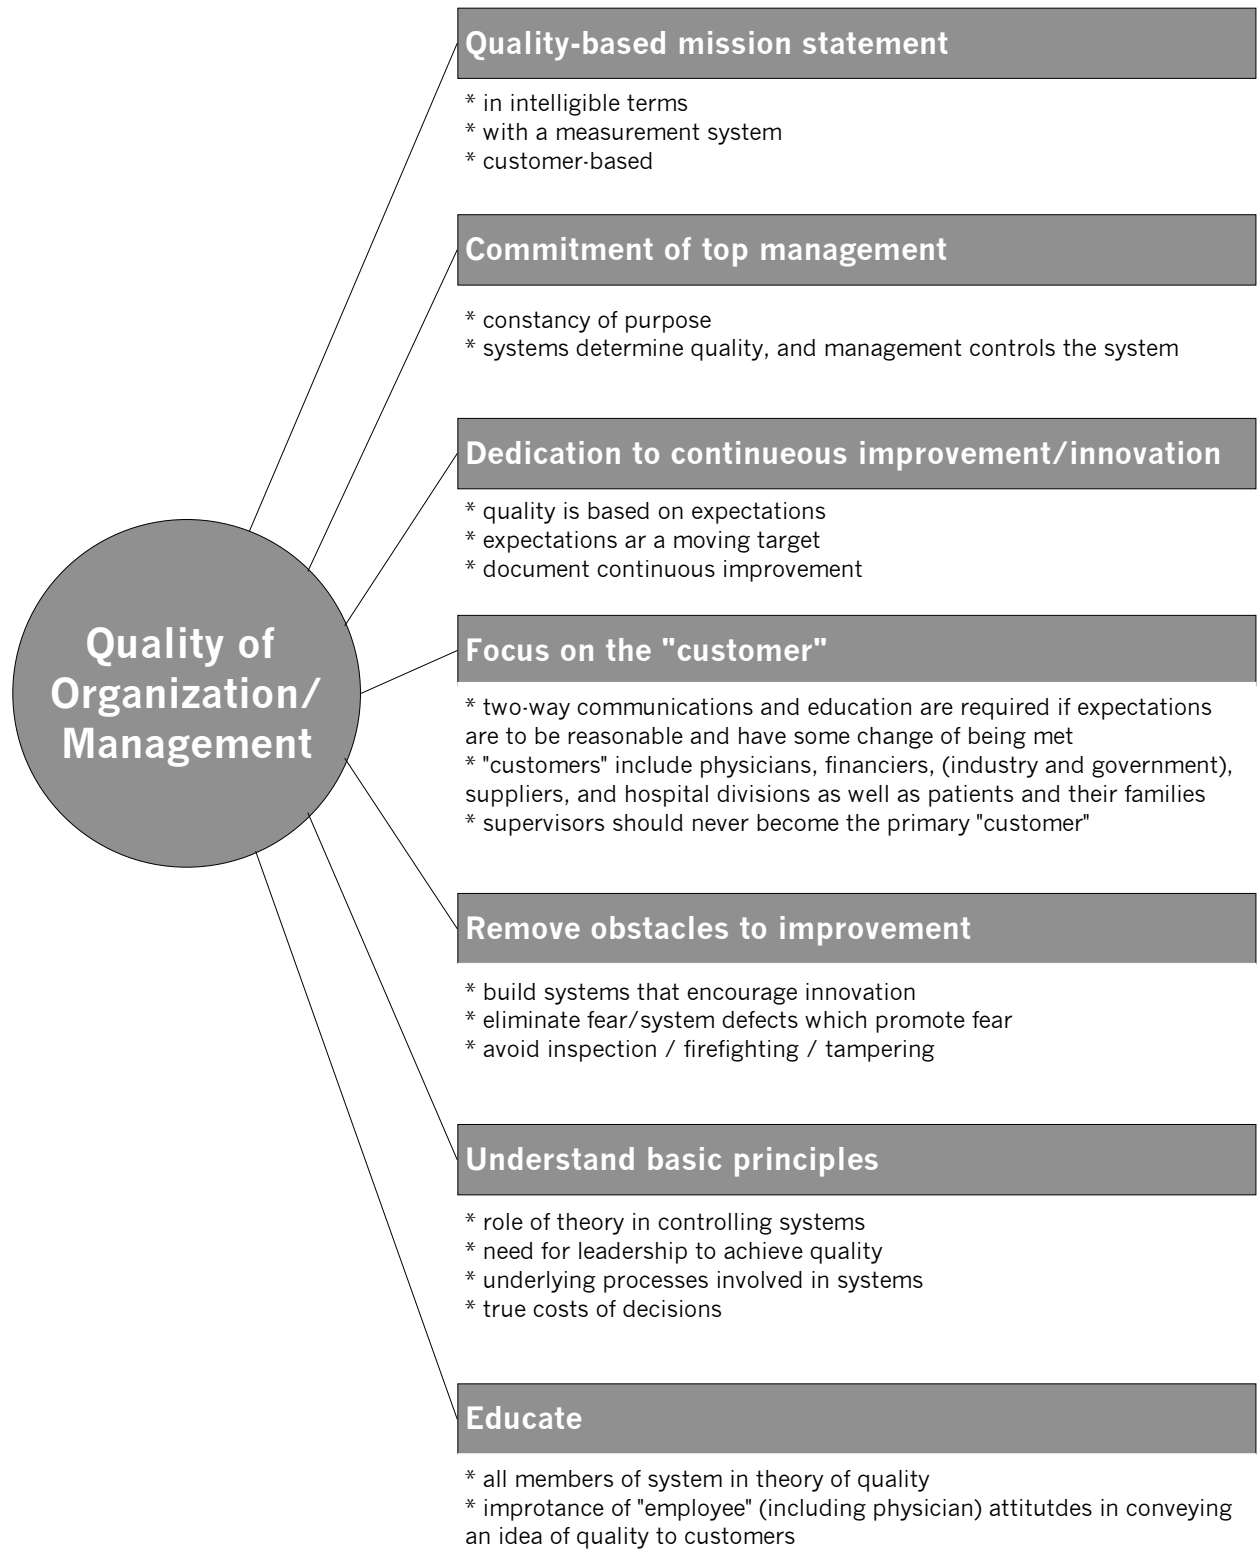 Quality-based mission statement
* in intelligible terms
* with a measurement system
* customer-based
Commitment of top management
* constancy of purpose
* systems determine quality, and management controls the system
Dedication to continueous improvement/innovation
* quality is based on expectations
* expectations ar a moving target
* document continuous improvement
Quality of
Organization/
Management
Focus on the "customer"
* two-way communications and education are required if expectations
are to be reasonable and have some change of being met
* "customers" include physicians, financiers, (industry and government),
suppliers, and hospital divisions as well as patients and their families
* supervisors should never become the primary "customer"
Remove obstacles to improvement
* build systems that encourage innovation
* eliminate fear/system defects which promote fear
* avoid inspection / firefighting / tampering
Understand basic principles
* role of theory in controlling systems
* need for leadership to achieve quality
* underlying processes involved in systems
* true costs of decisions
Educate
* all members of system in theory of quality
* improtance of "employee" (including physician) attitutdes in conveying
an idea of quality to customers